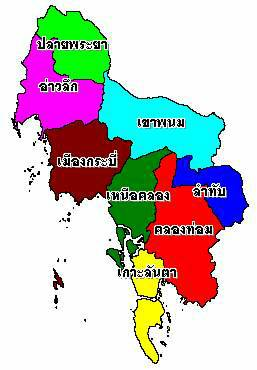 ปลายพระยา
อ่าวลึก
เขาพนม
เมืองกระบี่
ลำทับ
เหนือคลอง
คลองท่อม
เกาะลันตา